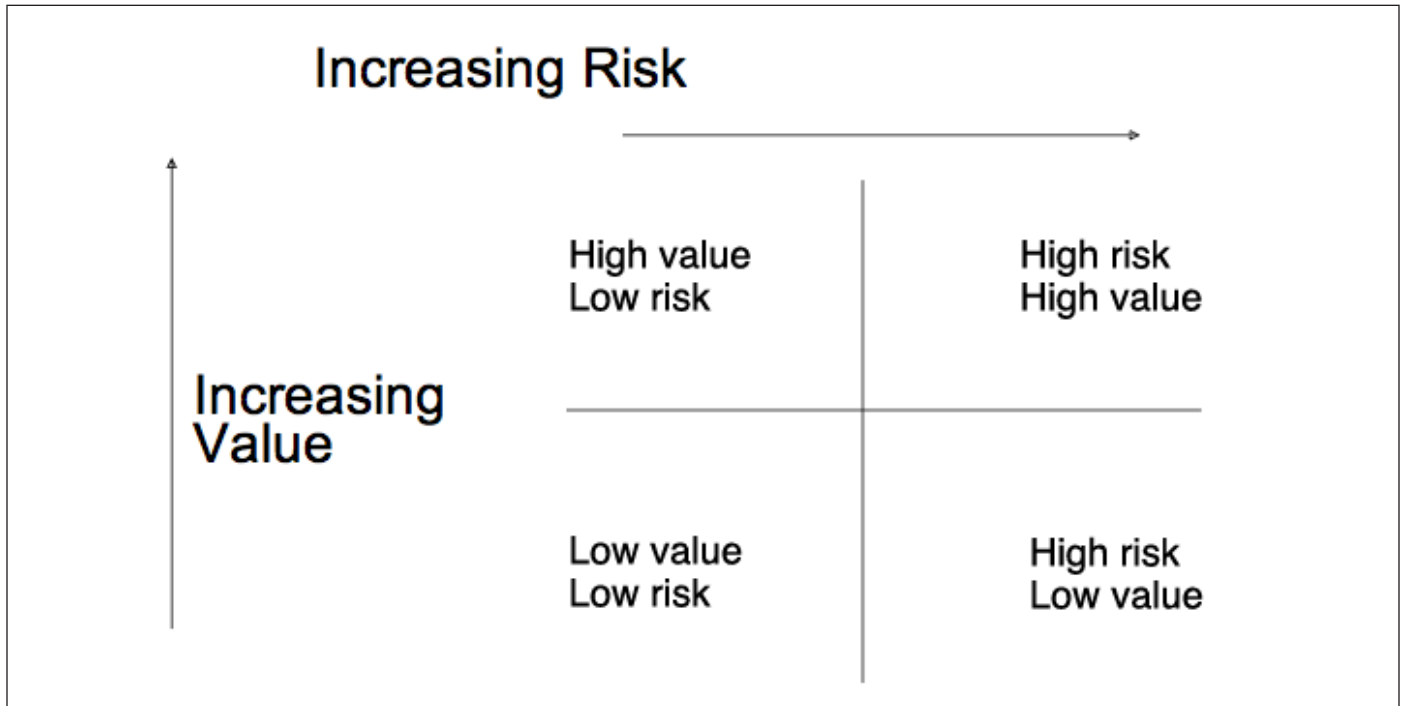 Increasing Risk
High value
Low risk
High risk
High value
Increasing
Value
Low value
Low risk
High risk
Low value